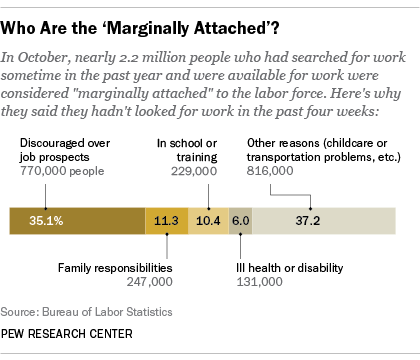 Who Are the ‘Marginally Attached’?
In October, nearly 2.2 million people who had searched for work
sometime in the past year and were available for work were
considered "marginally attached" to the labor force. Here's why
they said they hadn't looked for work in the past four weeks:
Discouraged over
job prospects
770,000 people
In school or
training
229,000
Other reasons (childcare or
transportation problems, etc.)
816,000
35.1%
11.3
10.4
6.0
37.2
Family responsibilities
247,000
Ill health or disability
131,000
Source: Bureau of Labor Statistics
PEW RESEARCH CENTER